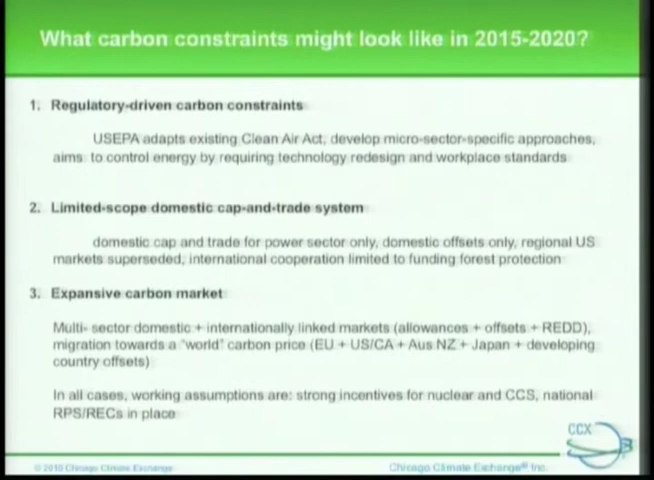 What carbon constraints might look like in 2015-2020?
1. Regulatory-driven carbon constraints
USEPA adapts existing Clean Air Act, develop micro-sector-specific approaches,
aims to control energy by requiring technology redesign and workplace standards
2. Limited-scope domestic cap-and-trade system
domestic cap and trade for power sector only, domestic offsets only, regional US
markets superseded, international cooperation limited to funding forest protection
3. Expansive carbon market
Multi- sector domestic + internationally linked markets (allowances + offsets + REDD),
migration towards a "world" carbon price (EU + US/CA + Aus NZ + Japan + developing
country offsets)
In all cases, working assumptions are: strong incentives for nuclear and CCS, national
RPS/RECs in place
CCX
© 2010 Chicago Climate Exchange
Chicago Climate Exchange® Inc.